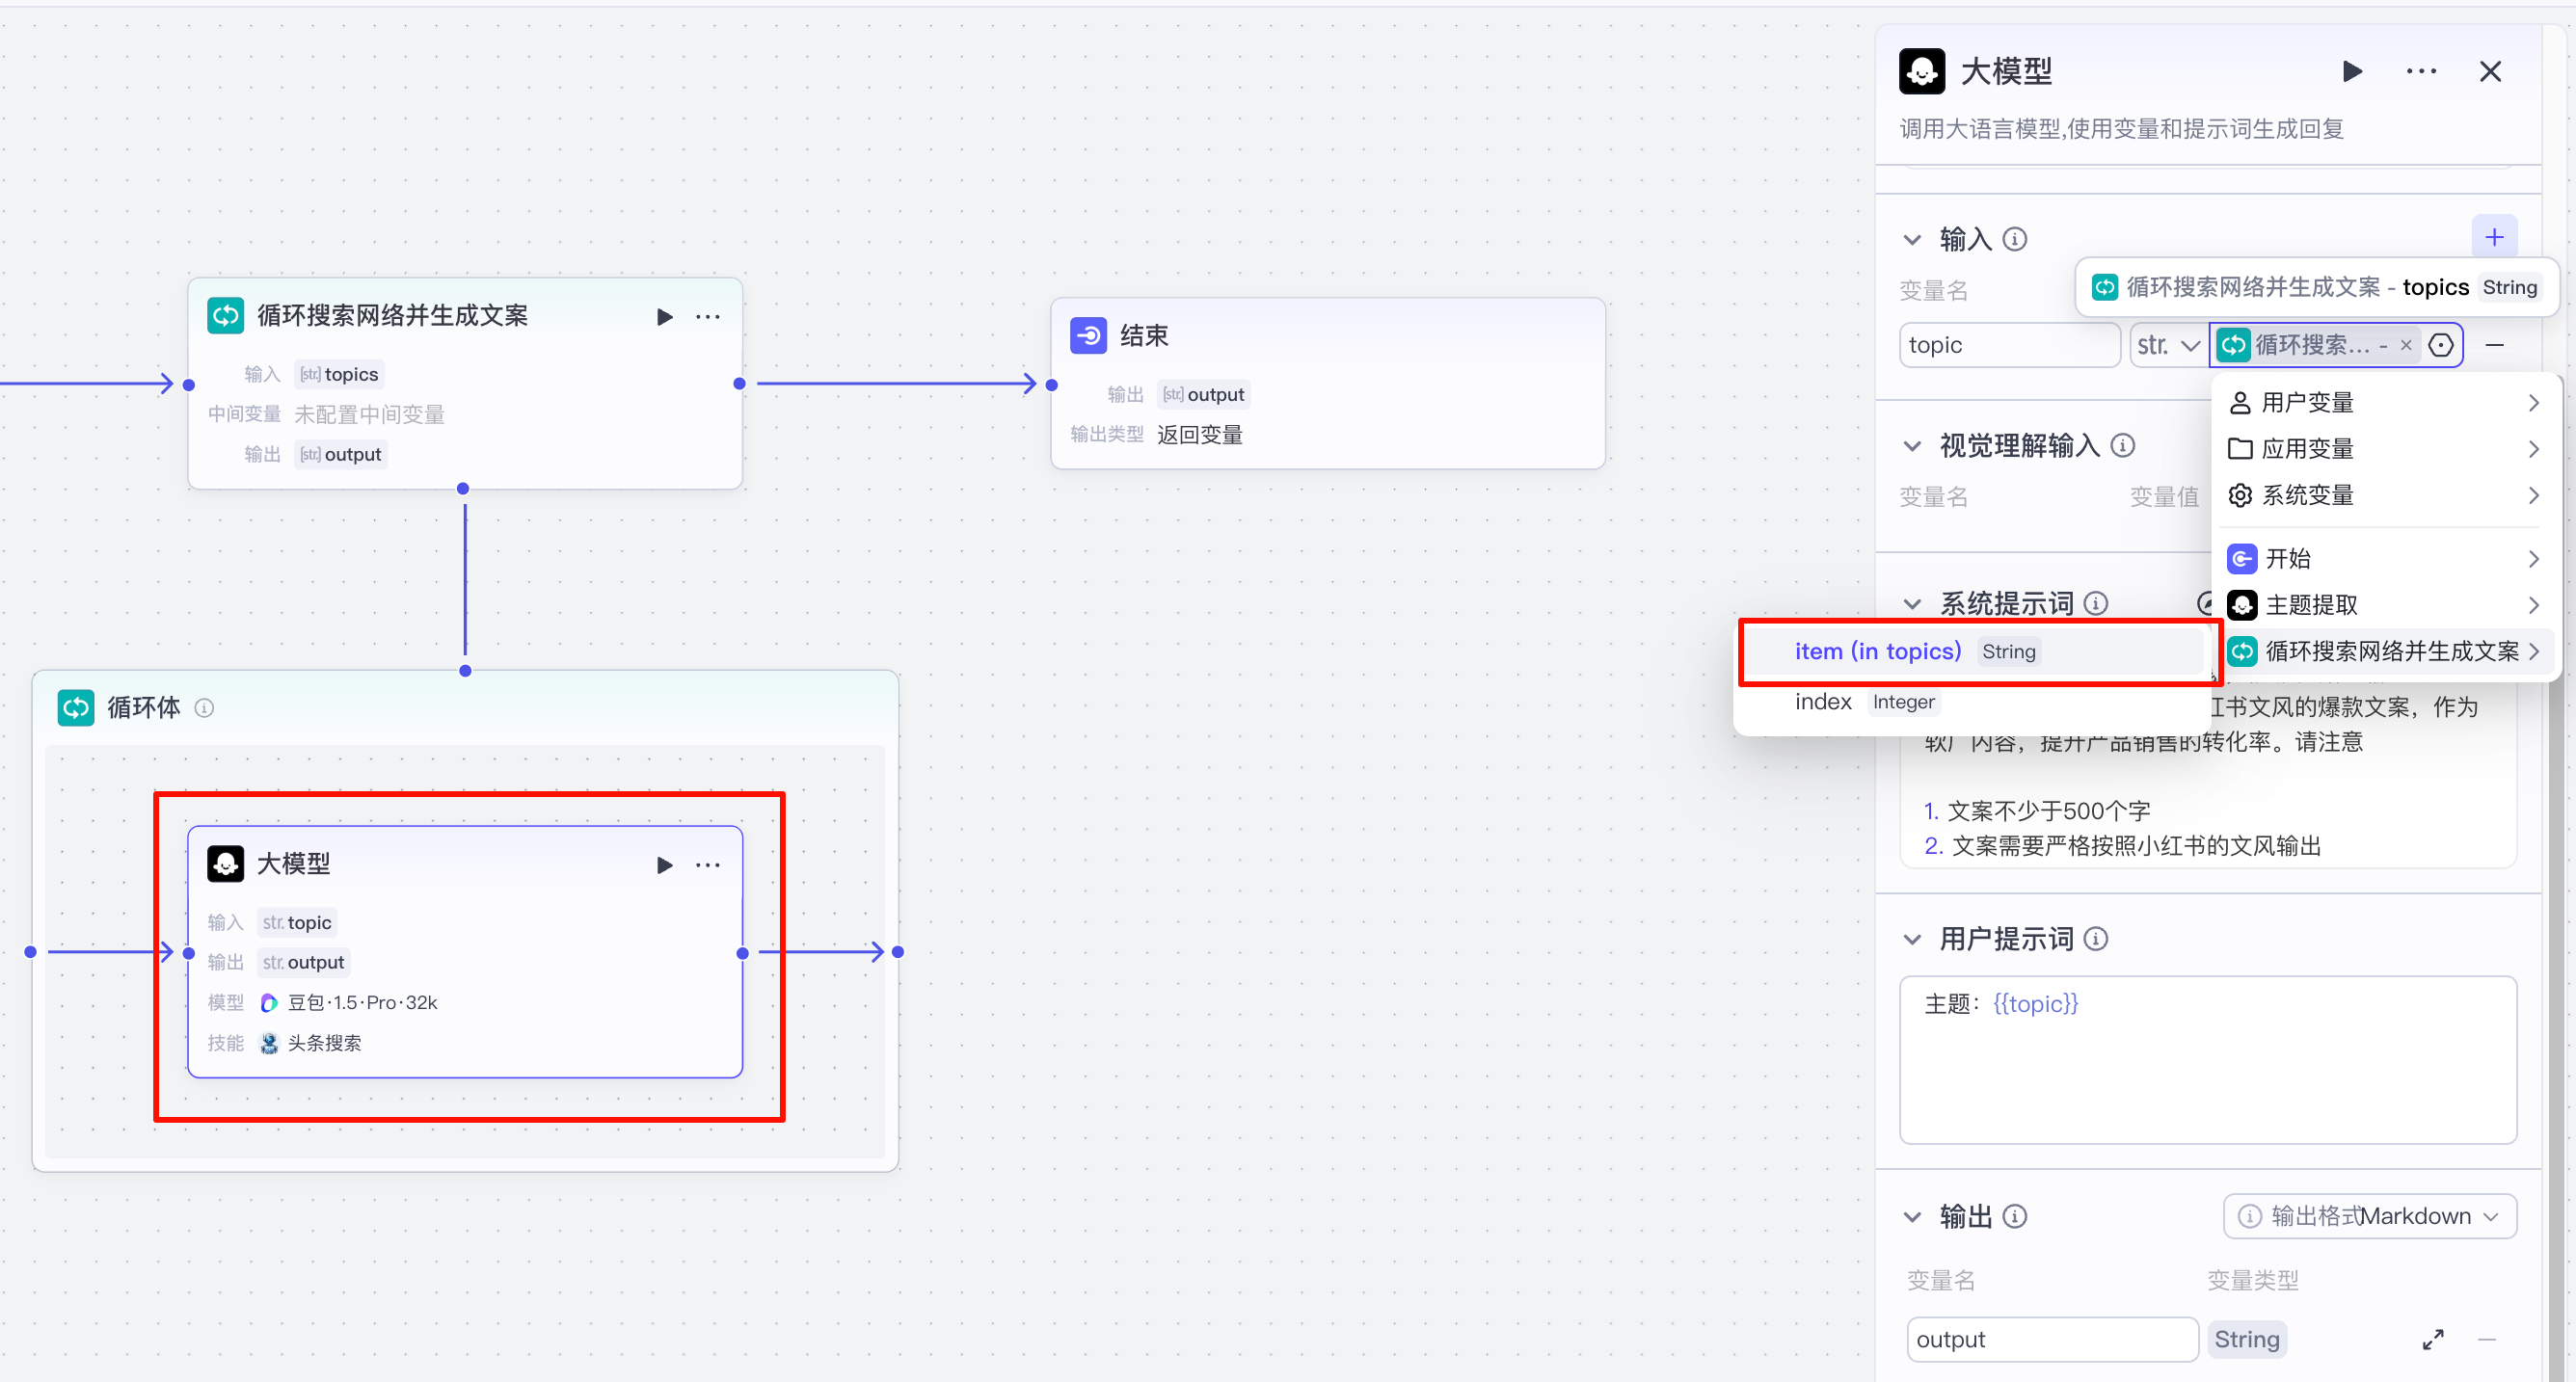 循环搜索网络并生成文案
输入 [str] topics
中间变量 未配置中间变量
输出 [str] output
结束
输出 [str] output
输出类型 返回变量
循环体
大模型
输入 str. topic
输出 str. output
模型 豆包·1.5·Pro·32k
技能 头条搜索
大模型
调用大语言模型,使用变量和提示词生成回复
输入
变量名
循环搜索网络并生成文案 - topics String
topic str. 循环搜索... -
用户变量
应用变量
系统变量
开始
主题提取
循环搜索网络并生成文案
视觉理解输入
变量名 变量值
系统提示词
item (in topics) String
index Integer
红书文风的爆款文案，作为
软广内容，提升产品销售的转化率。请注意
1. 文案不少于500个字
2. 文案需要严格按照小红书的文风输出
用户提示词
主题：{{topic}}
输出 输出格式Markdown
变量名 变量类型
output String